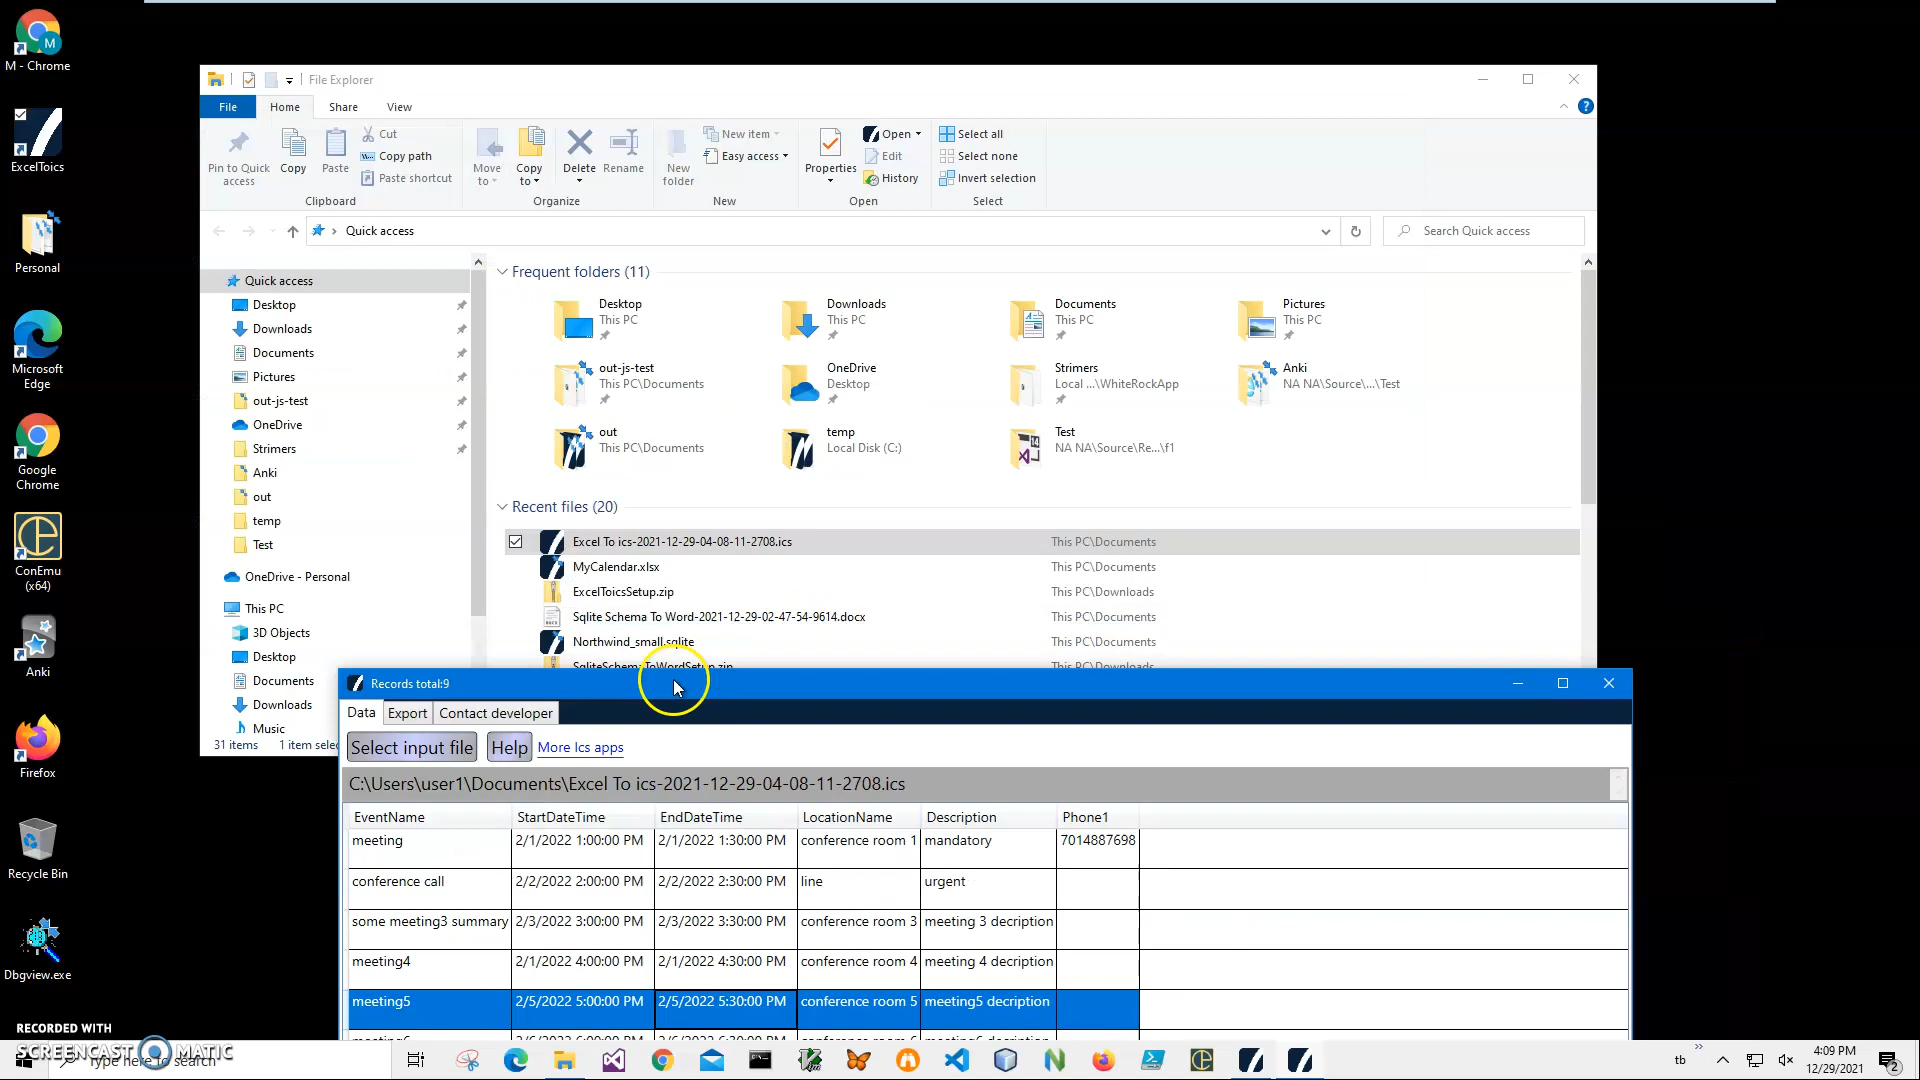 M - Chrome
ExcelToics
Personal
Microsoft
Edge
Google
Chrome
ConEmu
(x64)
Anki
Firefox
Recycle Bin
Dbgview.exe
File Explorer
File
Home
Share
View
Pin to Quick
access
Copy
Paste
Cut
Copy path
Paste shortcut
Clipboard
Move
to
Copy
to
Delete
Rename
Organize
New
folder
New item
Easy access
New
Properties
Open
Edit
History
Open
Select all
Select none
Invert selection
Select
Quick access
Search Quick access
Quick access
Desktop
Downloads
Documents
Pictures
out-js-test
OneDrive
Strimers
Anki
out
temp
Test
OneDrive - Personal
This PC
3D Objects
Desktop
Documents
Downloads
Music
31 items 1 item selec
Frequent folders (11)
Desktop
This PC
Downloads
This PC
Documents
This PC
Pictures
This PC
out-js-test
This PC\Documents
OneDrive
Desktop
Strimers
Local ...\WhiteRockApp
Anki
NA NA\Source\...\Test
out
This PC\Documents
temp
Local Disk (C:)
Test
NA NA\Source\Re...\f1
Recent files (20)
Excel To ics-2021-12-29-04-08-11-2708.ics This PC\Documents
MyCalendar.xlsx This PC\Documents
ExcelToicsSetup.zip This PC\Downloads
Sqlite Schema To Word-2021-12-29-02-47-54-9614.docx This PC\Documents
Northwind_small.sqlite This PC\Documents
SqliteSchemaToWordSetup.zip This PC\Downloads
Records total:9
Data Export Contact developer
Select input file Help More Ics apps
C:\Users\user1\Documents\Excel To ics-2021-12-29-04-08-11-2708.ics
EventName StartDateTime EndDateTime LocationName Description Phone1
meeting 2/1/2022 1:00:00 PM 2/1/2022 1:30:00 PM conference room 1 mandatory 7014887698
conference call 2/2/2022 2:00:00 PM 2/2/2022 2:30:00 PM line urgent
some meeting3 summary 2/3/2022 3:00:00 PM 2/3/2022 3:30:00 PM conference room 3 meeting 3 decription
meeting4 2/1/2022 4:00:00 PM 2/1/2022 4:30:00 PM conference room 4 meeting 4 decription
meeting5 2/5/2022 5:00:00 PM 2/5/2022 5:30:00 PM conference room 5 meeting5 decription
RECORDED WITH
SCREENCAST MATIC
Type here to search
tb
4:09 PM
12/29/2021
2